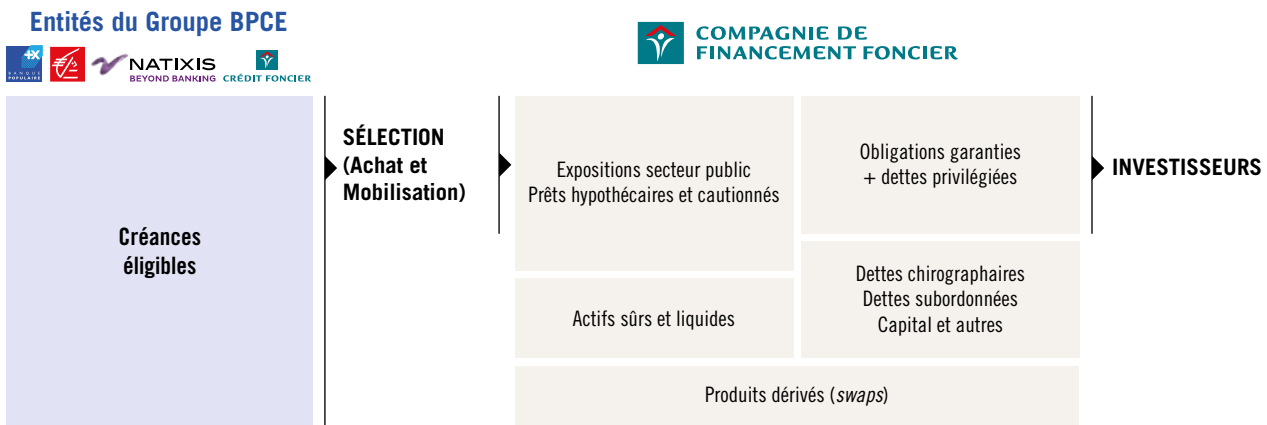 Entités du Groupe BPCE
+X
BANQUE
POPULAIRE
NATIXIS
BEYOND BANKING
CRÉDIT FONCIER
COMPAGNIE DE
FINANCEMENT FONCIER
Créances
éligibles
SÉLECTION
(Achat et
Mobilisation)
Expositions secteur public
Prêts hypothécaires et cautionnés
Actifs sûrs et liquides
Obligations garanties
+ dettes privilégiées
Dettes chirographaires
Dettes subordonnées
Capital et autres
Produits dérivés (swaps)
INVESTISSEURS